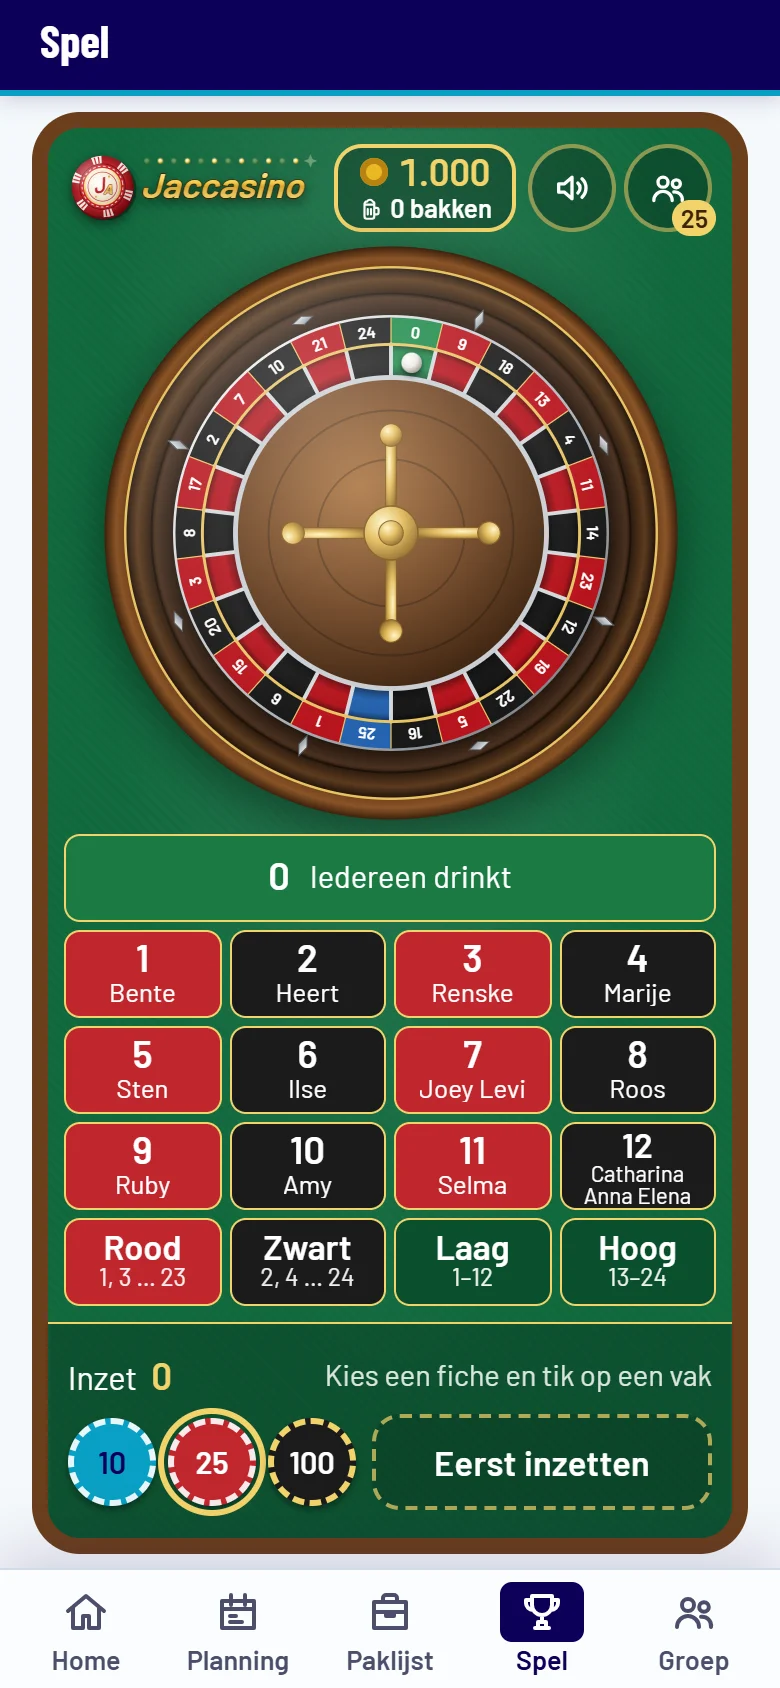 Spel
JA
Jaccasino
1.000
0 bakken
25
0
9
18
13
4
11
14
23
12
19
22
5
16
25
1
6
15
20
3
8
17
2
7
10
21
24
0 Iedereen drinkt
1
Bente
2
Heert
3
Renske
4
Marije
5
Sten
6
Ilse
7
Joey Levi
8
Roos
9
Ruby
10
Amy
11
Selma
12
Catharina
Anna Elena
Rood
1, 3 ... 23
Zwart
2, 4 ... 24
Laag
1–12
Hoog
13–24
Inzet 0
Kies een fiche en tik op een vak
10
25
100
Eerst inzetten
Home
Planning
Paklijst
Spel
Groep